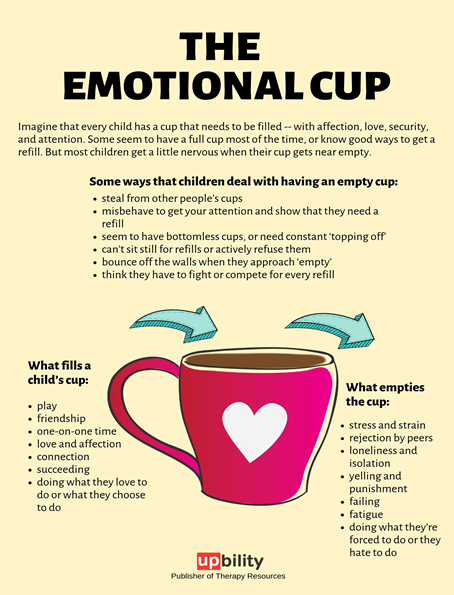 THE
EMOTIONAL CUP
Imagine that every child has a cup that needs to be filled -- with affection, love, security,
and attention. Some seem to have a full cup most of the time, or know good ways to get a
refill. But most children get a little nervous when their cup gets near empty.
Some ways that children deal with having an empty cup:
• steal from other people's cups
• misbehave to get your attention and show that they need a
refill
• seem to have bottomless cups, or need constant 'topping off'
• can't sit still for refills or actively refuse them
• bounce off the walls when they approach 'empty'
• think they have to fight or compete for every refill
What fills a
child's cup:
• play
• friendship
• one-on-one time
• love and affection
• connection
• succeeding
• doing what they love to
do or what they choose
to do
What empties
the cup:
• stress and strain
• rejection by peers
• loneliness and
isolation
• yelling and
punishment
• failing
• fatigue
• doing what they're
forced to do or they
hate to do
upbility
Publisher of Therapy Resources